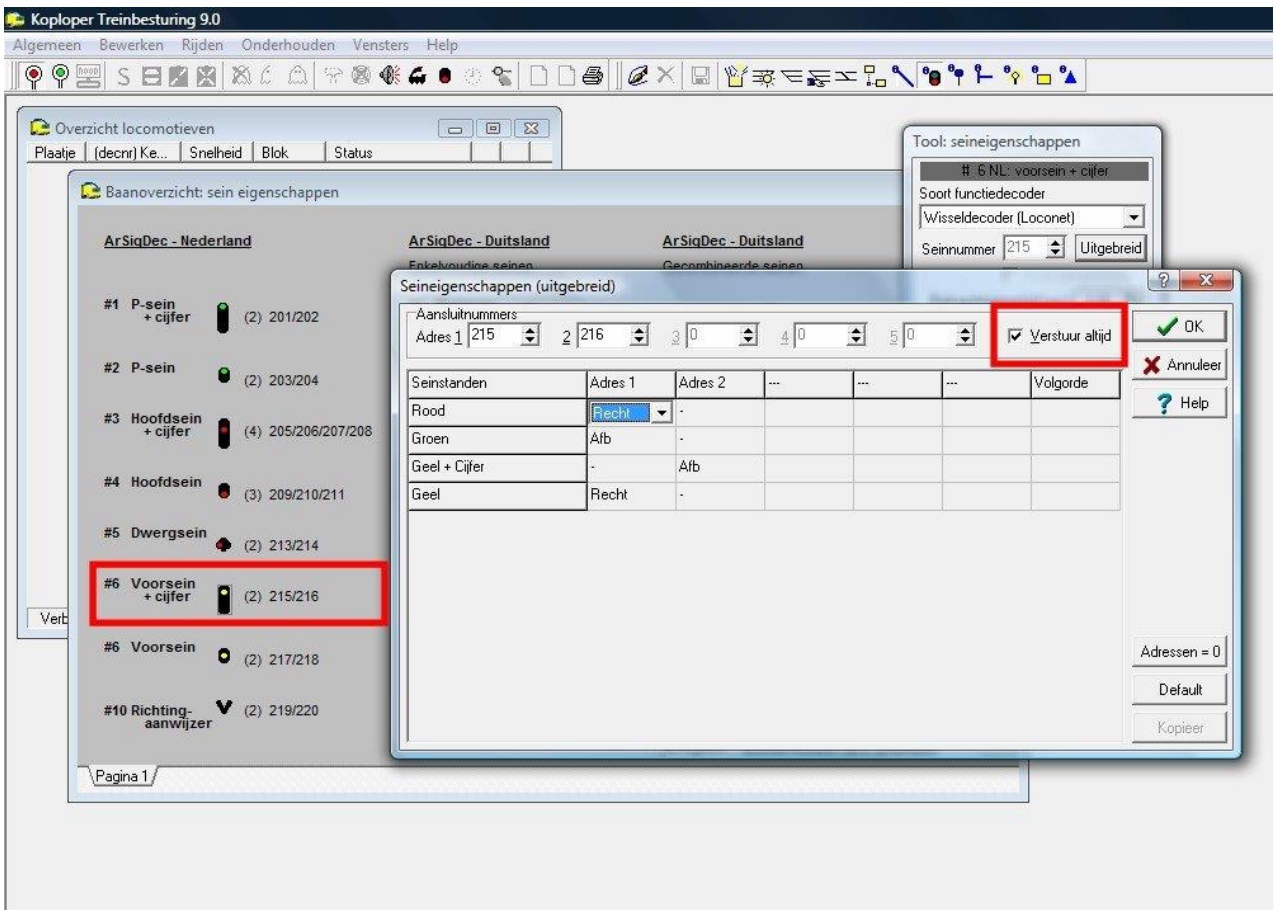 Koploper Treinbesturing 9.0
Algemeen Bewerken Rijden Onderhouden Vensters Help
Overzicht locomotieven
Plaatje (decnr) Ke... Snelheid Blok Status
Baanoverzicht: sein eigenschappen
ArSigDec - Nederland
ArSigDec - Duitsland
ArSigDec - Duitsland
Enkelvoudige seinen
Gecombineerde seinen
#1 P-sein
+ cijfer
(2) 201/202
#2 P-sein
(2) 203/204
#3 Hoofdsein
+ cijfer
(4) 205/206/207/208
#4 Hoofdsein
(3) 209/210/211
#5 Dwergsein
(2) 213/214
#6 Voorsein
+ cijfer
(2) 215/216
#6 Voorsein
(2) 217/218
#10 Richting-
aanwijzer
(2) 219/220
Verb
Pagina 1
Tool: seineigenschappen
# 6 NL: voorsein + cijfer
Soort functiedecoder
Wisseldecoder (Loconet)
Seinnummer 215 Uitgebreid
Seineigenschappen (uitgebreid)
Aansluitnummers
Adres 1 215 2 216 3 0 4 0 5 0 Verstuur altijd
Seinstanden Adres 1 Adres 2 --- --- --- Volgorde
Rood Recht -
Groen Afb -
Geel + Cijfer - Afb
Geel Recht -
OK
Annuleer
Help
Adressen = 0
Default
Kopieer